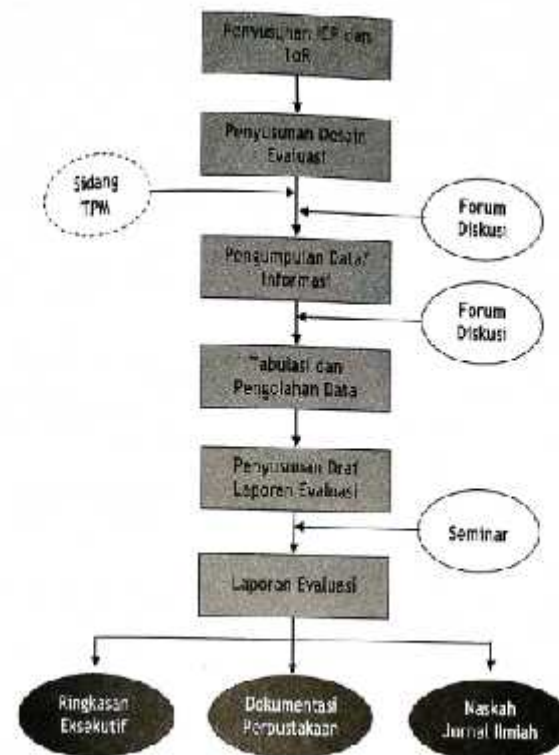 Penyusunan KEP dan
ToR
Penyusunan Desain
Evaluasi
Sidang
TPM
Forum
Diskusi
Pengumpulan Data/
Informasi
Forum
Diskusi
Tabulasi dan
Pengolahan Data
Penyusunan Draf
Laporan Evaluasi
Seminar
Laporan Evaluasi
Ringkasan
Eksekutif
Dokumentasi
Perpustakaan
Naskah
Jurnal Ilmiah